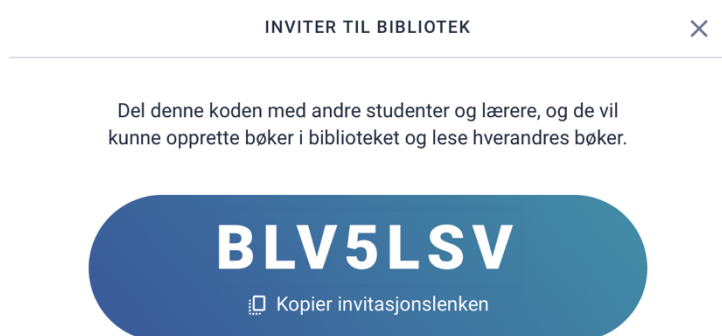 INVITER TIL BIBLIOTEK
Del denne koden med andre studenter og lærere, og de vil
kunne opprette bøker i biblioteket og lese hverandres bøker.
BLV5LSV
Kopier invitasjonslenken